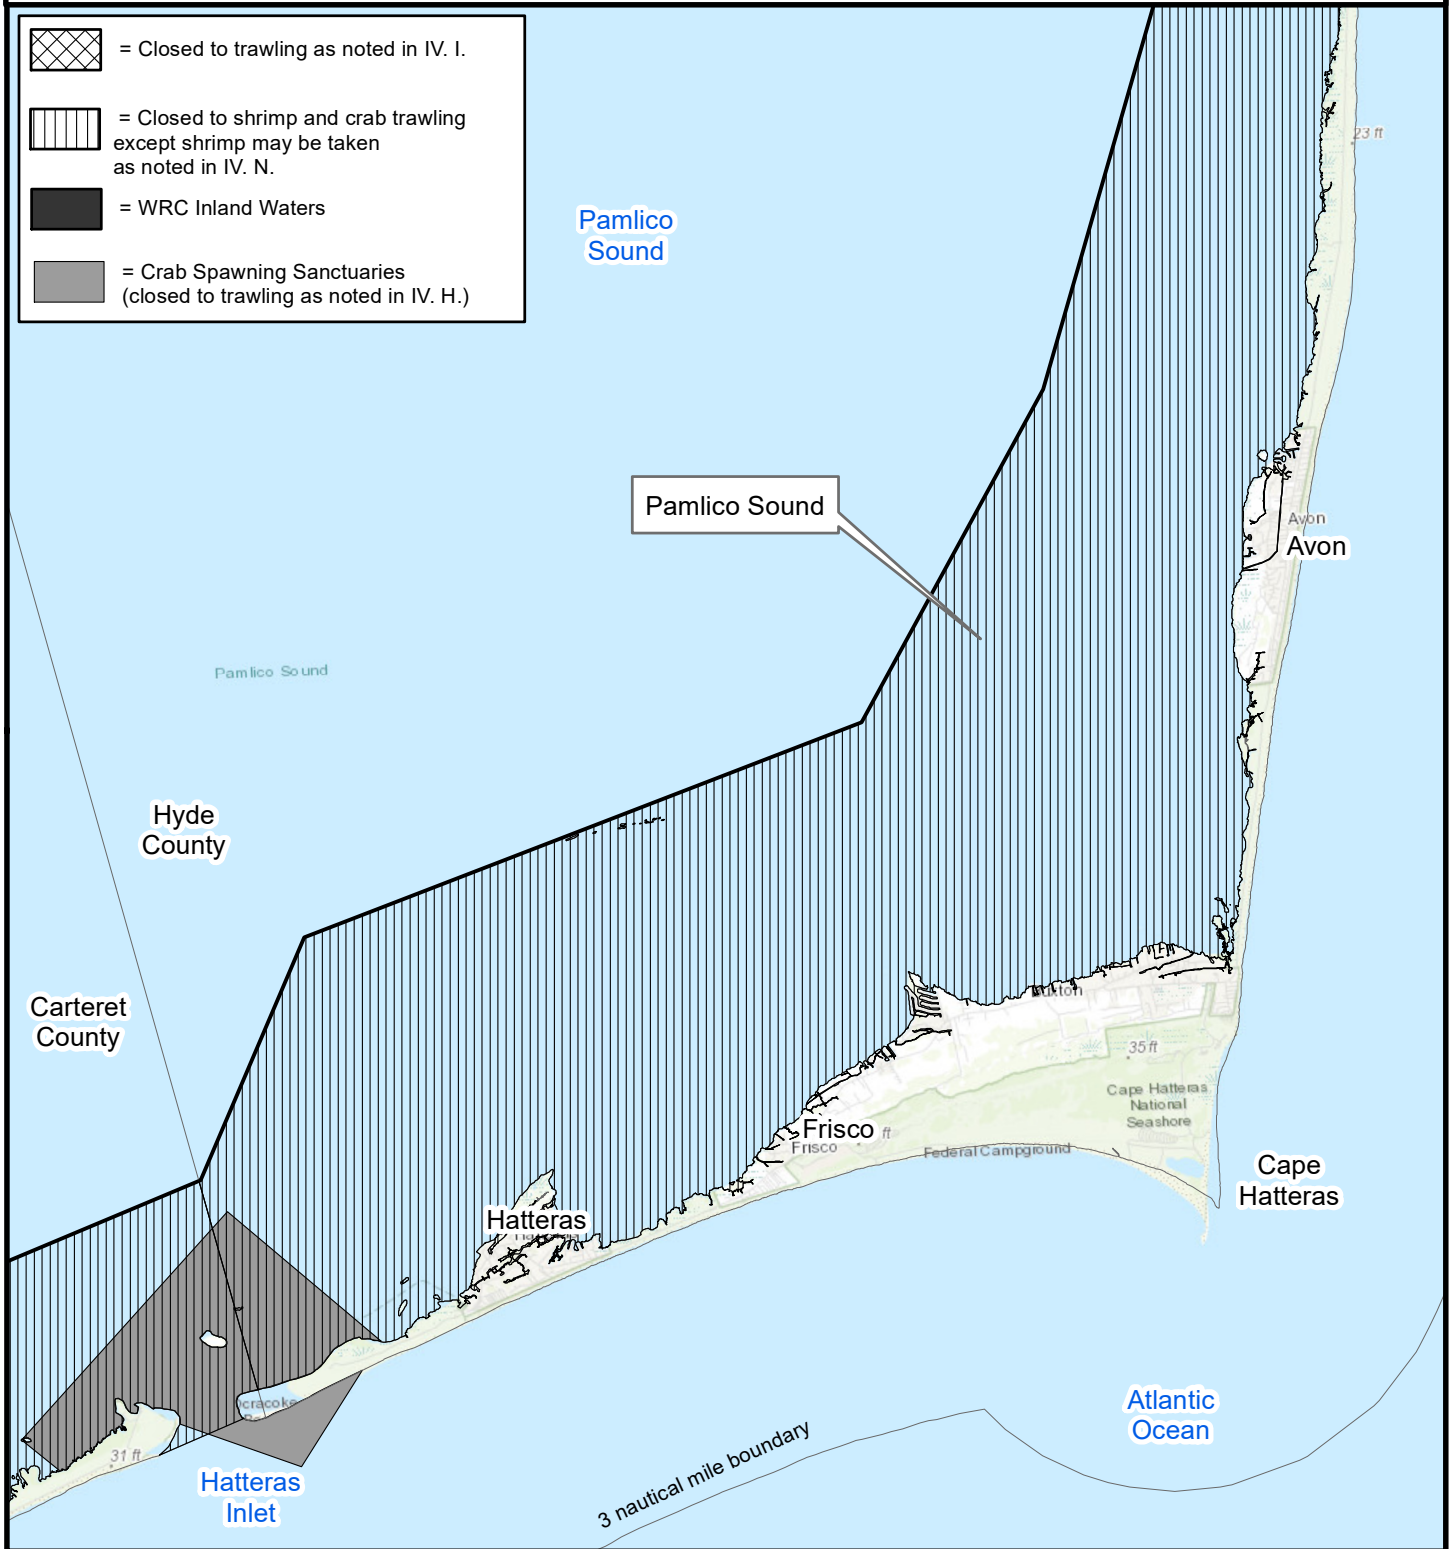 = Closed to trawling as noted in IV. I.
= Closed to shrimp and crab trawling
except shrimp may be taken
as noted in IV. N.
= WRC Inland Waters
= Crab Spawning Sanctuaries
(closed to trawling as noted in IV. H.)
23 ft
Pamlico
Sound
Pamlico Sound
Avon
Avon
Pamlico Sound
Hyde
County
Carteret
County
Buxton
35 ft
Cape Hatteras
National
Seashore
Frisco
ft
Frisco
Federal Campground
Cape
Hatteras
Hatteras
Ocracoke
31 ft
Hatteras
Inlet
Atlantic
Ocean
3 nautical mile boundary